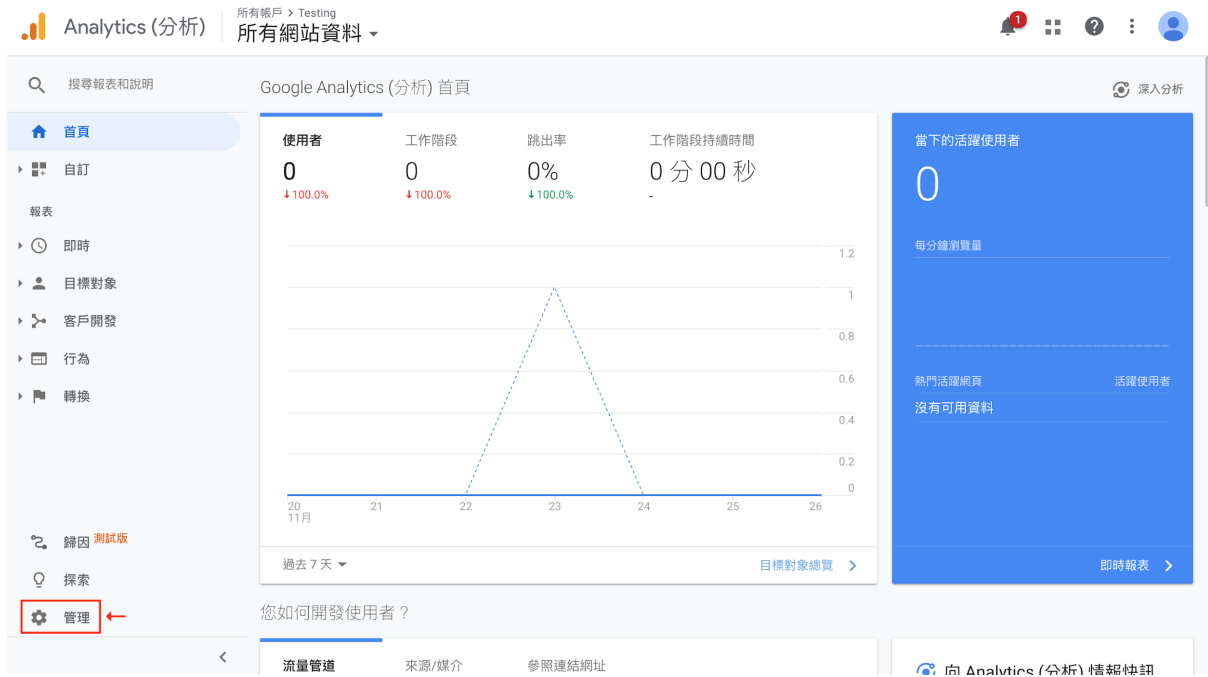 Analytics (分析)
所有帳戶 > Testing
所有網站資料
1
搜尋報表和說明
首頁
自訂
報表
即時
目標對象
客戶開發
行為
轉換
歸因 測試版
探索
管理
Google Analytics (分析) 首頁
深入分析
使用者
0
↓100.0%
工作階段
0
↓100.0%
跳出率
0%
↓100.0%
工作階段持續時間
0 分 00 秒
-
1.2
1
0.8
0.6
0.4
0.2
0
20 21 22 23 24 25 26
11月
過去 7 天
目標對象總覽
當下的活躍使用者
0
每分鐘瀏覽量
熱門活躍網頁 活躍使用者
沒有可用資料
即時報表
您如何開發使用者？
流量管道 來源/媒介 參照連結網址
向 Analytics (分析) 情報快訊